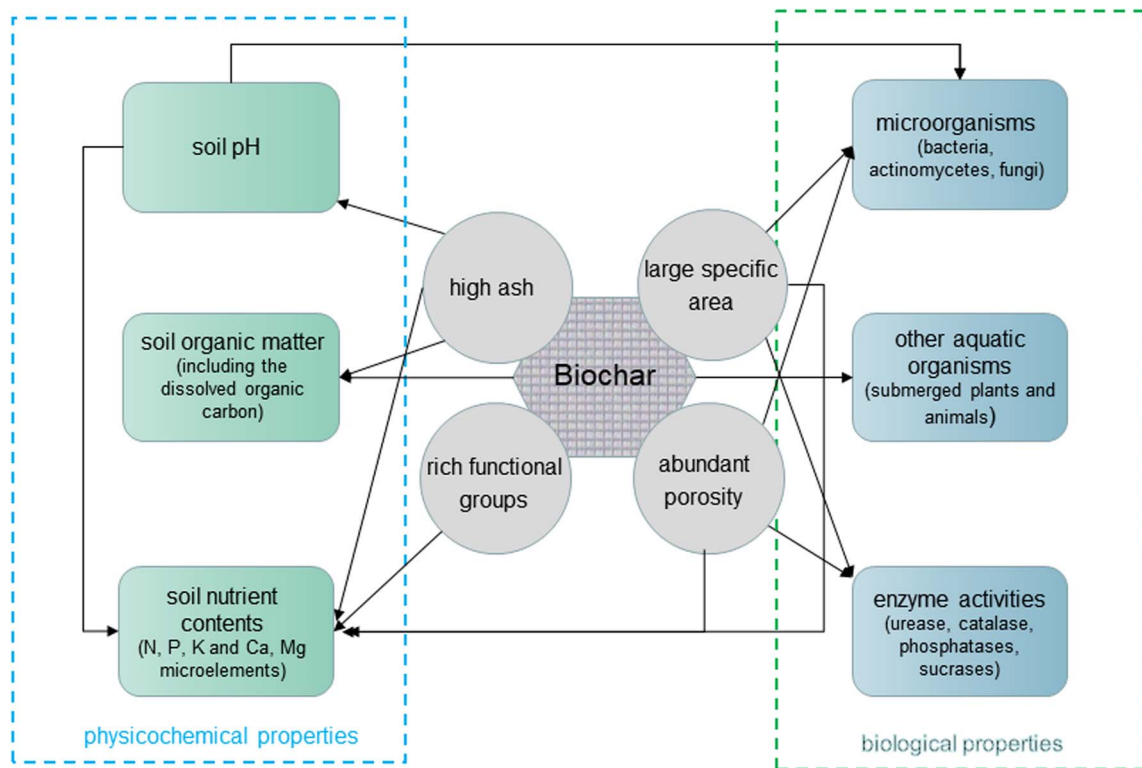 soil pH
microorganisms
(bacteria,
actinomycetes, fungi)
high ash
large specific
area
soil organic matter
(including the
dissolved organic
carbon)
Biochar
other aquatic
organisms
(submerged plants and
animals)
rich functional
groups
abundant
porosity
soil nutrient
contents
(N, P, K and Ca, Mg
microelements)
enzyme activities
(urease, catalase,
phosphatases,
sucrases)
physicochemical properties
biological properties